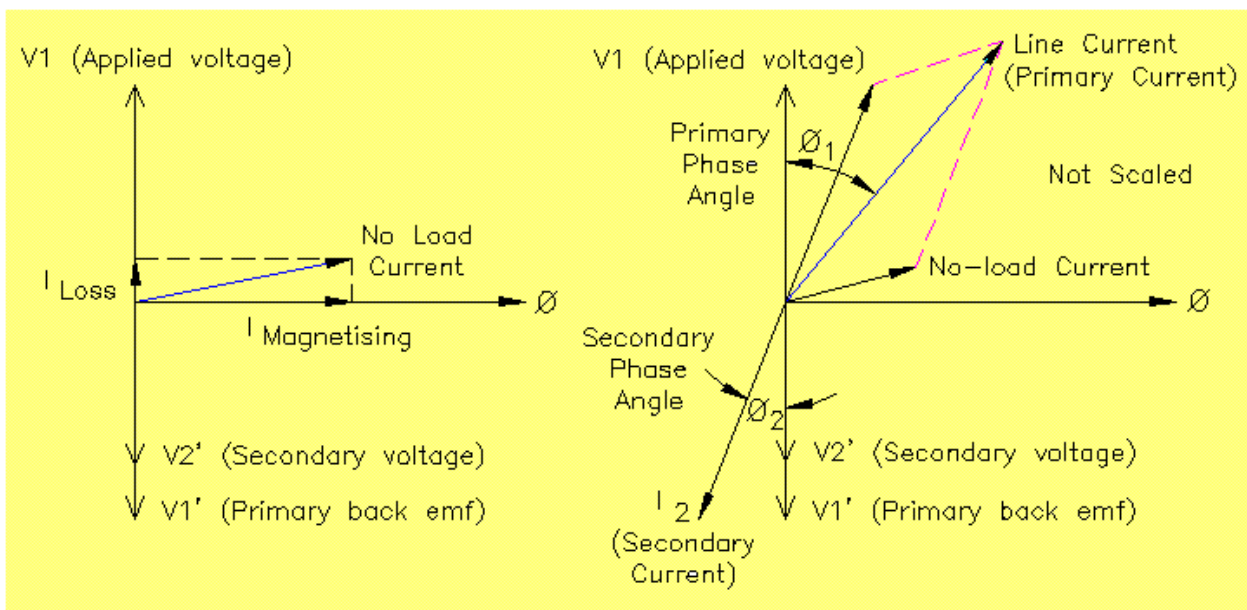 V1 (Applied voltage)
No Load
Current
I Loss
Ø
I Magnetising
V2' (Secondary voltage)
V1' (Primary back emf)
V1 (Applied voltage)
Line Current
(Primary Current)
Primary
Phase
Angle
Ø1
Not Scaled
No-load Current
Ø
Secondary
Phase
Angle
Ø2
V2' (Secondary voltage)
I2
V1' (Primary back emf)
(Secondary
Current)